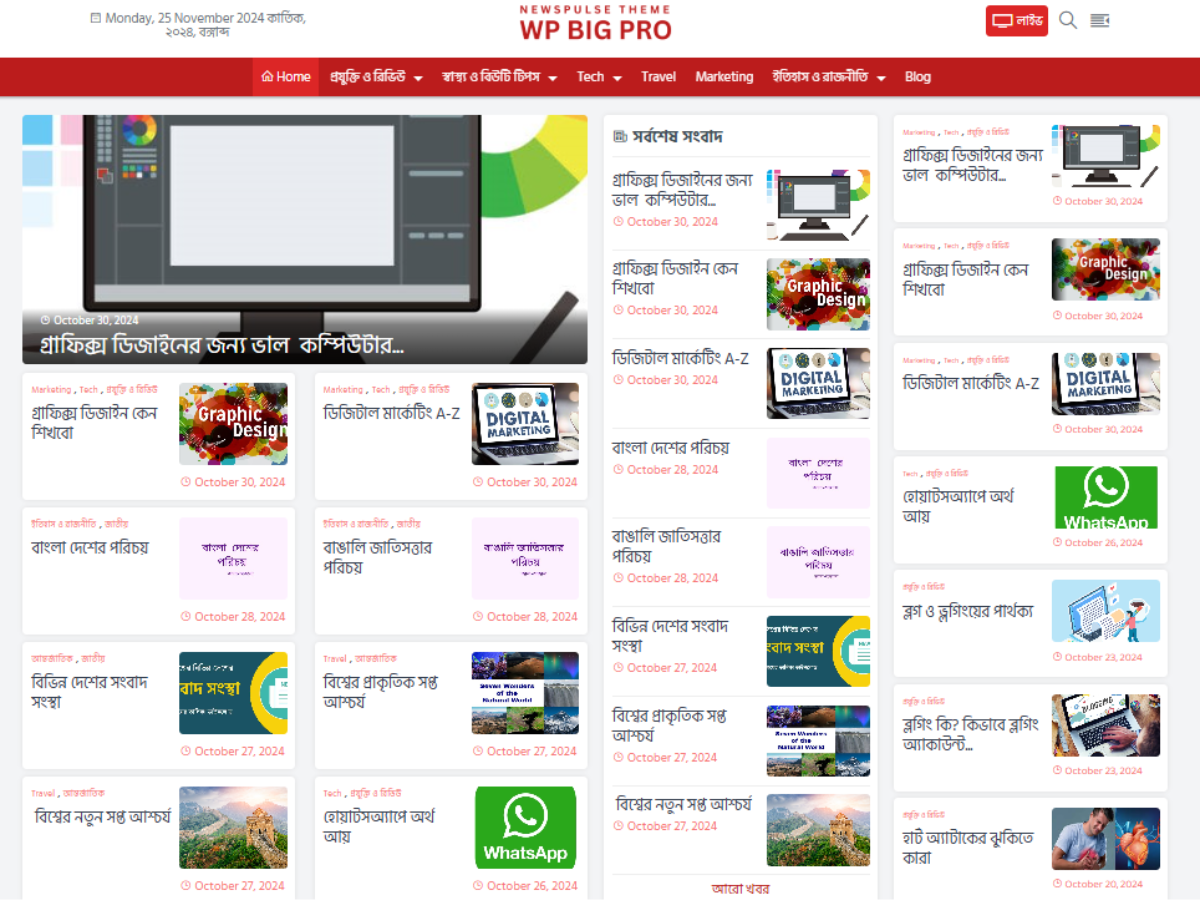 Monday, 25 November 2024 কার্তিক,
২০২৪, বঙ্গাব্দ
NEWSPULSE THEME
WP BIG PRO
লাইভ
Home
প্রযুক্তি ও রিভিউ
স্বাস্থ্য ও বিউটি টিপস
Tech
Travel
Marketing
ইতিহাস ও রাজনীতি
Blog
October 30, 2024
গ্রাফিক্স ডিজাইনের জন্য ভাল কম্পিউটার...
Marketing , Tech , প্রযুক্তি ও রিভিউ
গ্রাফিক্স ডিজাইন কেন
শিখবো
Graphic
Design
October 30, 2024
Marketing , Tech , প্রযুক্তি ও রিভিউ
ডিজিটাল মার্কেটিং A-Z
DIGITAL
MARKETING
October 30, 2024
ইতিহাস ও রাজনীতি , জাতীয়
বাংলা দেশের পরিচয়
বাংলা দেশের
পরিচয়
October 28, 2024
ইতিহাস ও রাজনীতি , জাতীয়
বাঙালি জাতিসত্তার
পরিচয়
বাঙালি জাতিসত্তার
পরিচয়
October 28, 2024
আন্তর্জাতিক , জাতীয়
বিভিন্ন দেশের সংবাদ
সংস্থা
বাদ সংস্থা
October 27, 2024
Travel , আন্তর্জাতিক
বিশ্বের প্রাকৃতিক সপ্ত
আশ্চর্য
Seven Wonders
of the
Natural World
October 27, 2024
Travel , আন্তর্জাতিক
বিশ্বের নতুন সপ্ত আশ্চর্য
October 27, 2024
Tech , প্রযুক্তি ও রিভিউ
হোয়াটসঅ্যাপে অর্থ
আয়
WhatsApp
October 26, 2024
সর্বশেষ সংবাদ
গ্রাফিক্স ডিজাইনের জন্য
ভাল কম্পিউটার...
October 30, 2024
গ্রাফিক্স ডিজাইন কেন
শিখবো
October 30, 2024
Graphic
Design
ডিজিটাল মার্কেটিং A-Z
October 30, 2024
DIGITAL
MARKETING
বাংলা দেশের পরিচয়
October 28, 2024
বাংলা দেশের
পরিচয়
বাঙালি জাতিসত্তার
পরিচয়
October 28, 2024
বাঙালি জাতিসত্তার
পরিচয়
বিভিন্ন দেশের সংবাদ
সংস্থা
October 27, 2024
বাদ সংস্থা
বিশ্বের প্রাকৃতিক সপ্ত
আশ্চর্য
October 27, 2024
Seven Wonders
of the
Natural World
বিশ্বের নতুন সপ্ত আশ্চর্য
October 27, 2024
আরো খবর
Marketing , Tech , প্রযুক্তি ও রিভিউ
গ্রাফিক্স ডিজাইনের জন্য
ভাল কম্পিউটার...
October 30, 2024
Marketing , Tech , প্রযুক্তি ও রিভিউ
গ্রাফিক্স ডিজাইন কেন
শিখবো
Graphic
Design
October 30, 2024
Marketing , Tech , প্রযুক্তি ও রিভিউ
ডিজিটাল মার্কেটিং A-Z
DIGITAL
MARKETING
October 30, 2024
Tech , প্রযুক্তি ও রিভিউ
হোয়াটসঅ্যাপে অর্থ
আয়
WhatsApp
October 26, 2024
প্রযুক্তি ও রিভিউ
ব্লগ ও ভ্লগিংয়ের পার্থক্য
October 23, 2024
প্রযুক্তি ও রিভিউ
ব্লগিং কি? কিভাবে ব্লগিং
অ্যাকাউন্ট...
BLOGGING
October 23, 2024
প্রযুক্তি ও রিভিউ
হার্ট অ্যাটাকের ঝুকিতে
কারা
October 20, 2024